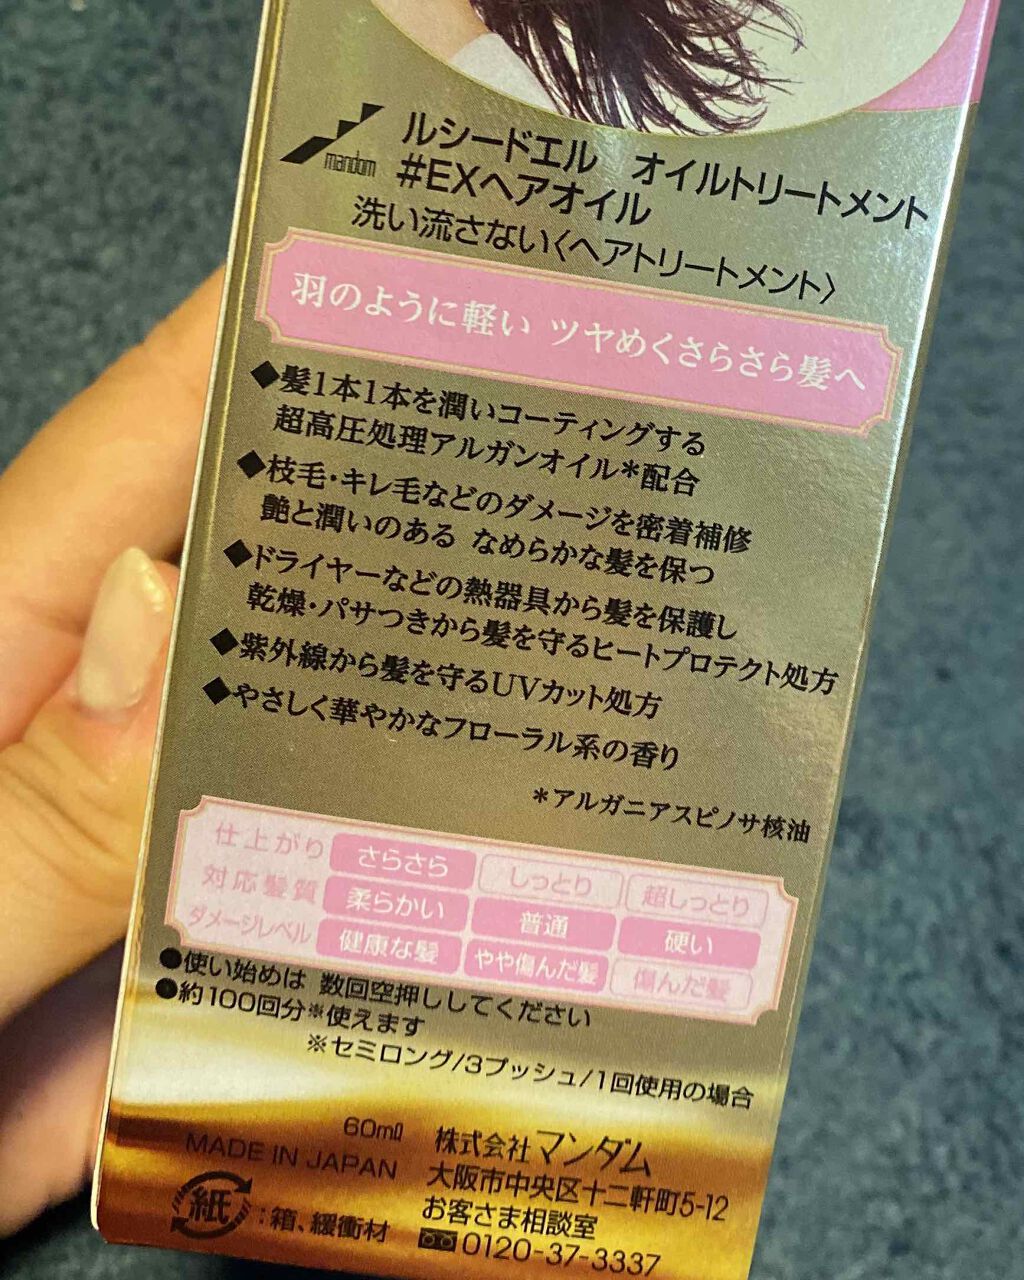 mandom
ルシードエル オイルトリートメント
#EXヘアオイル
洗い流さない〈ヘアトリートメント〉
羽のように軽い ツヤめくさらさら髪へ
◆髪1本1本を潤いコーティングする
超高圧処理アルガンオイル*配合
◆枝毛・キレ毛などのダメージを密着補修
艶と潤いのある なめらかな髪を保つ
◆ドライヤーなどの熱器具から髪を保護し
乾燥・パサつきから髪を守るヒートプロテクト処方
◆紫外線から髪を守るUVカット処方
◆やさしく華やかなフローラル系の香り
*アルガニアスピノサ核油
仕上がり さらさら しっとり 超しっとり
対応髪質 柔らかい 普通 硬い
ダメージレベル 健康な髪 やや傷んだ髪 傷んだ髪
●使い始めは 数回空押ししてください
●約100回分※使えます
※セミロング/3プッシュ/1回使用の場合
60ml 株式会社マンダム
MADE IN JAPAN 大阪市中央区十二軒町5-12
紙:箱、緩衝材 お客さま相談室
0120-37-3337